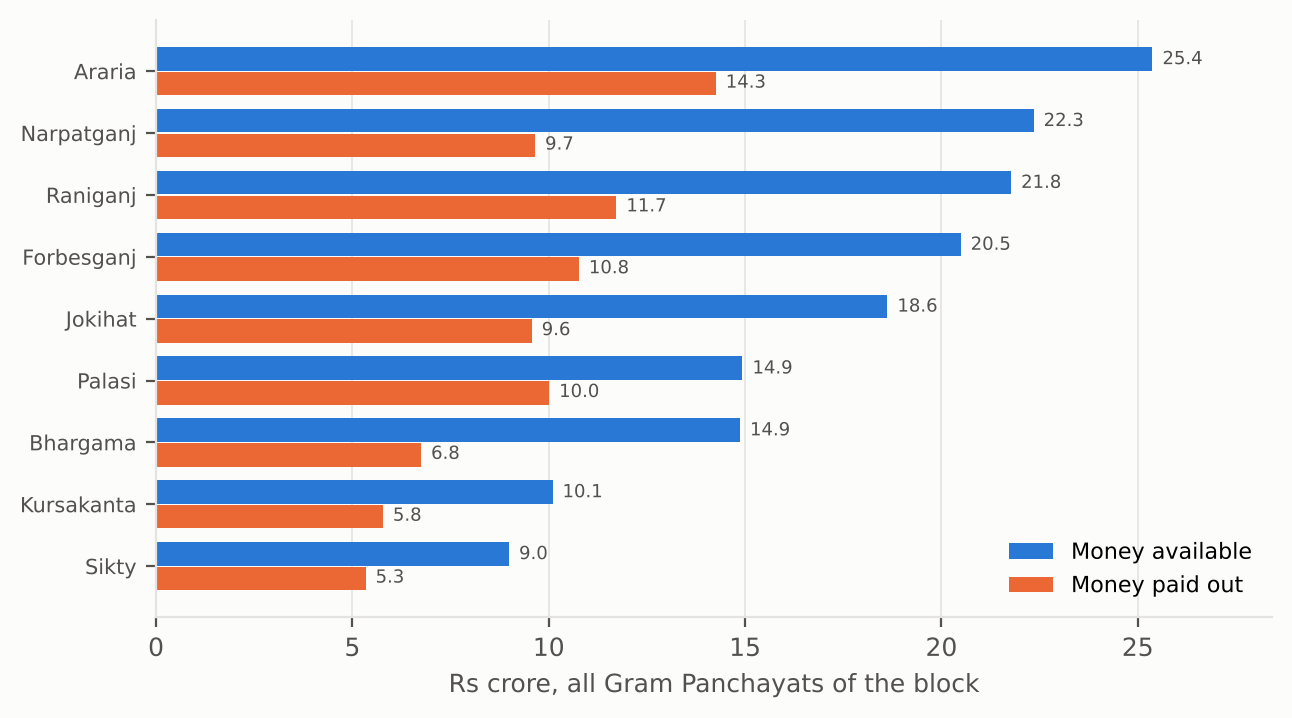 Araria 25.4
14.3
Narpatganj 22.3
9.7
Raniganj 21.8
11.7
Forbesganj 20.5
10.8
Jokihat 18.6
9.6
Palasi 14.9
10.0
Bhargama 14.9
6.8
Kursakanta 10.1
5.8
Sikty 9.0
5.3
Money available
Money paid out
0 5 10 15 20 25
Rs crore, all Gram Panchayats of the block